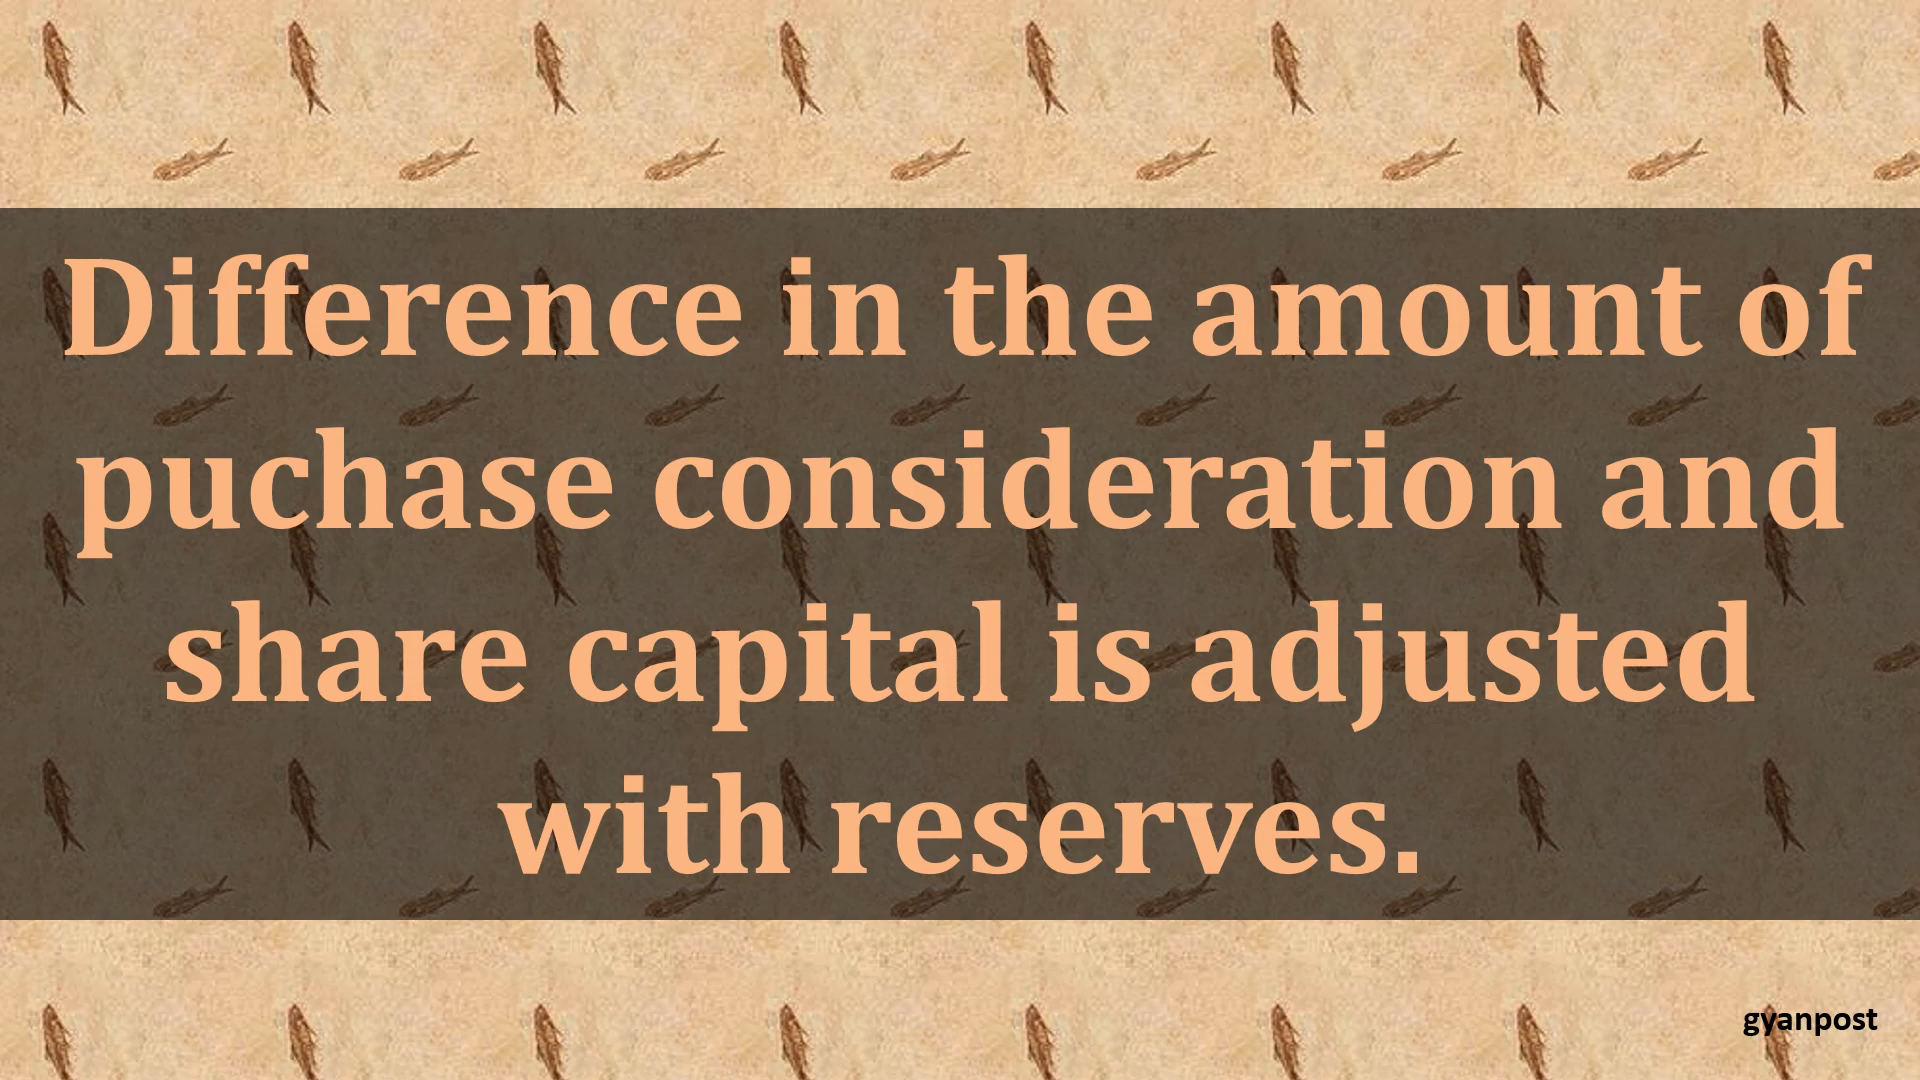 Difference in the amount of
puchase consideration and
share capital is adjusted
with reserves.
gyanpost